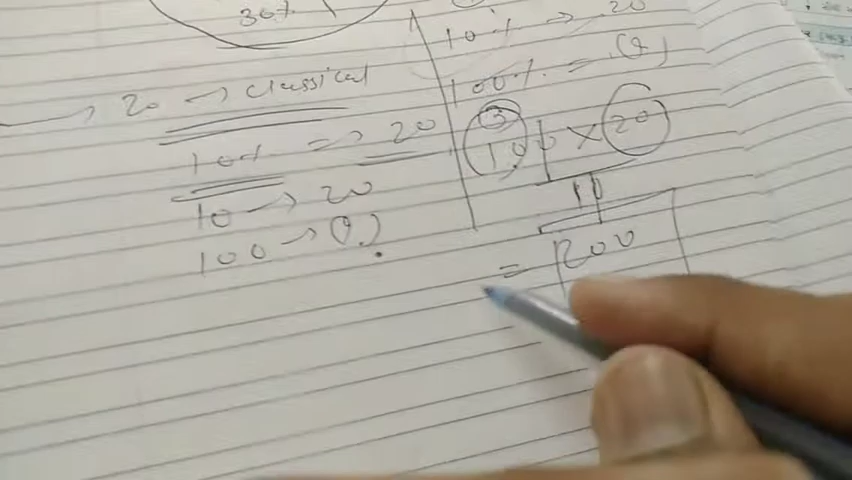 30%
→ 20 → classical
10% => 20
10 → 20
100 → (?)
10% => 20
100% = (?)
100 × 20
10
= 200